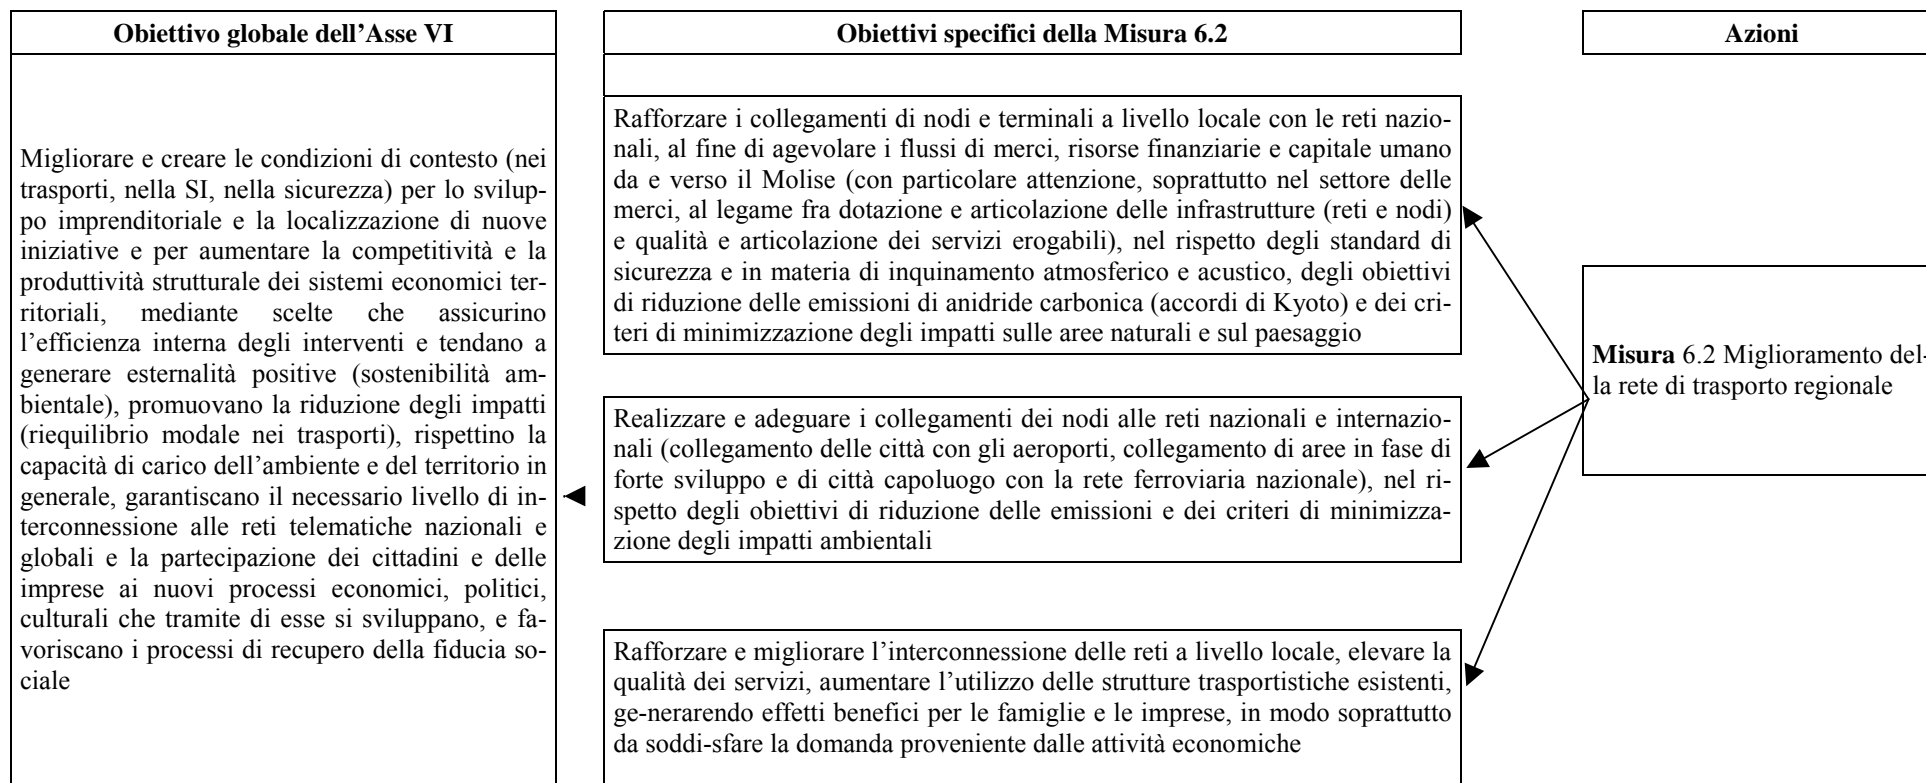 Obiettivo globale dell’Asse VI
Migliorare e creare le condizioni di contesto (nei
trasporti, nella SI, nella sicurezza) per lo svilup-
po imprenditoriale e la localizzazione di nuove
iniziative e per aumentare la competitività e la
produttività strutturale dei sistemi economici ter-
ritoriali, mediante scelte che assicurino
l’efficienza interna degli interventi e tendano a
generare esternalità positive (sostenibilità am-
bientale), promuovano la riduzione degli impatti
(riequilibrio modale nei trasporti), rispettino la
capacità di carico dell’ambiente e del territorio in
generale, garantiscano il necessario livello di in-
terconnessione alle reti telematiche nazionali e
globali e la partecipazione dei cittadini e delle
imprese ai nuovi processi economici, politici,
culturali che tramite di esse si sviluppano, e fa-
voriscano i processi di recupero della fiducia so-
ciale
Obiettivi specifici della Misura 6.2
Rafforzare i collegamenti di nodi e terminali a livello locale con le reti nazio-
nali, al fine di agevolare i flussi di merci, risorse finanziarie e capitale umano
da e verso il Molise (con particolare attenzione, soprattutto nel settore delle
merci, al legame fra dotazione e articolazione delle infrastrutture (reti e nodi)
e qualità e articolazione dei servizi erogabili), nel rispetto degli standard di
sicurezza e in materia di inquinamento atmosferico e acustico, degli obiettivi
di riduzione delle emissioni di anidride carbonica (accordi di Kyoto) e dei cri-
teri di minimizzazione degli impatti sulle aree naturali e sul paesaggio
Realizzare e adeguare i collegamenti dei nodi alle reti nazionali e internazio-
nali (collegamento delle città con gli aeroporti, collegamento di aree in fase di
forte sviluppo e di città capoluogo con la rete ferroviaria nazionale), nel ri-
spetto degli obiettivi di riduzione delle emissioni e dei criteri di minimizza-
zione degli impatti ambientali
Rafforzare e migliorare l’interconnessione delle reti a livello locale, elevare la
qualità dei servizi, aumentare l’utilizzo delle strutture trasportistiche esistenti,
ge-nerarendo effetti benefici per le famiglie e le imprese, in modo soprattutto
da soddi-sfare la domanda proveniente dalle attività economiche
Azioni
Misura 6.2 Miglioramento del-
la rete di trasporto regionale